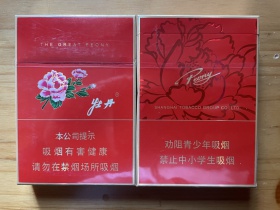 THE GREAT PEONY
牡丹
本公司提示
吸烟有害健康
请勿在禁烟场所吸烟
Peony
SHANGHAI TOBACCO GROUP CO., LTD.
劝阻青少年吸烟
禁止中小学生吸烟